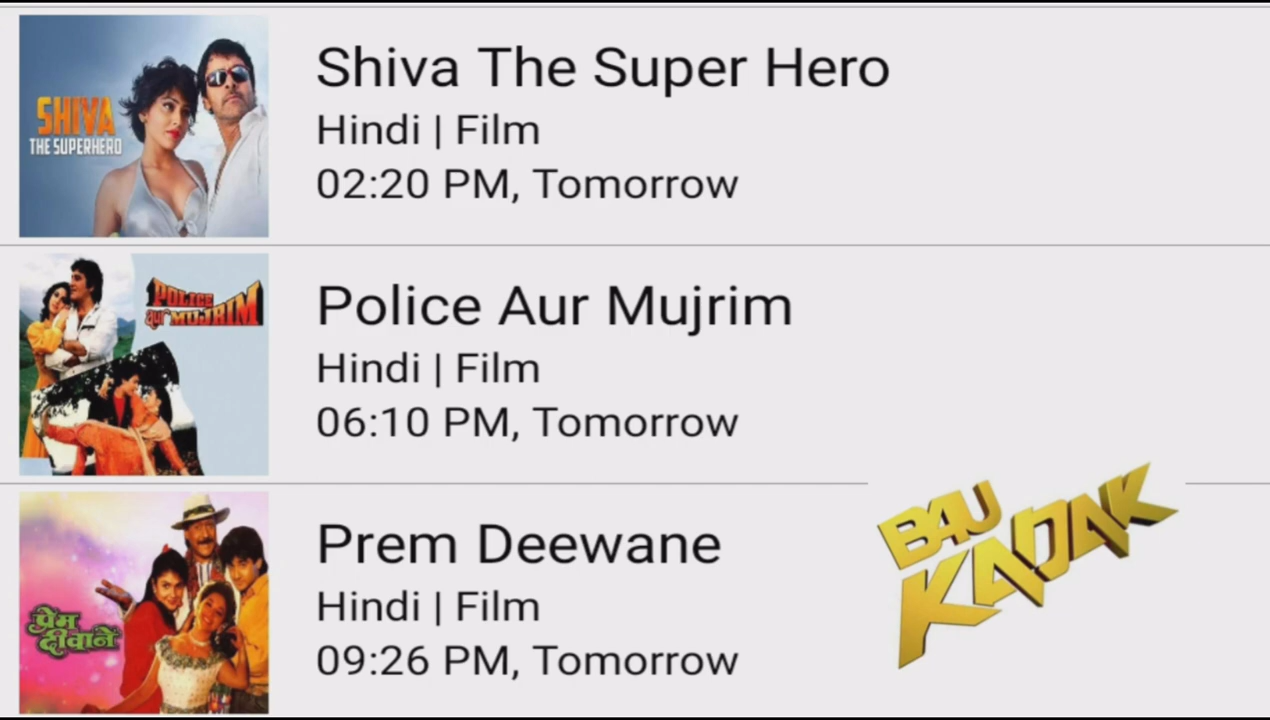 SHIVA
THE SUPERHERO
Shiva The Super Hero
Hindi | Film
02:20 PM, Tomorrow
POLICE
aur MUJRIM
Police Aur Mujrim
Hindi | Film
06:10 PM, Tomorrow
प्रेम
दीवाने
Prem Deewane
Hindi | Film
09:26 PM, Tomorrow
B4U
KADAK